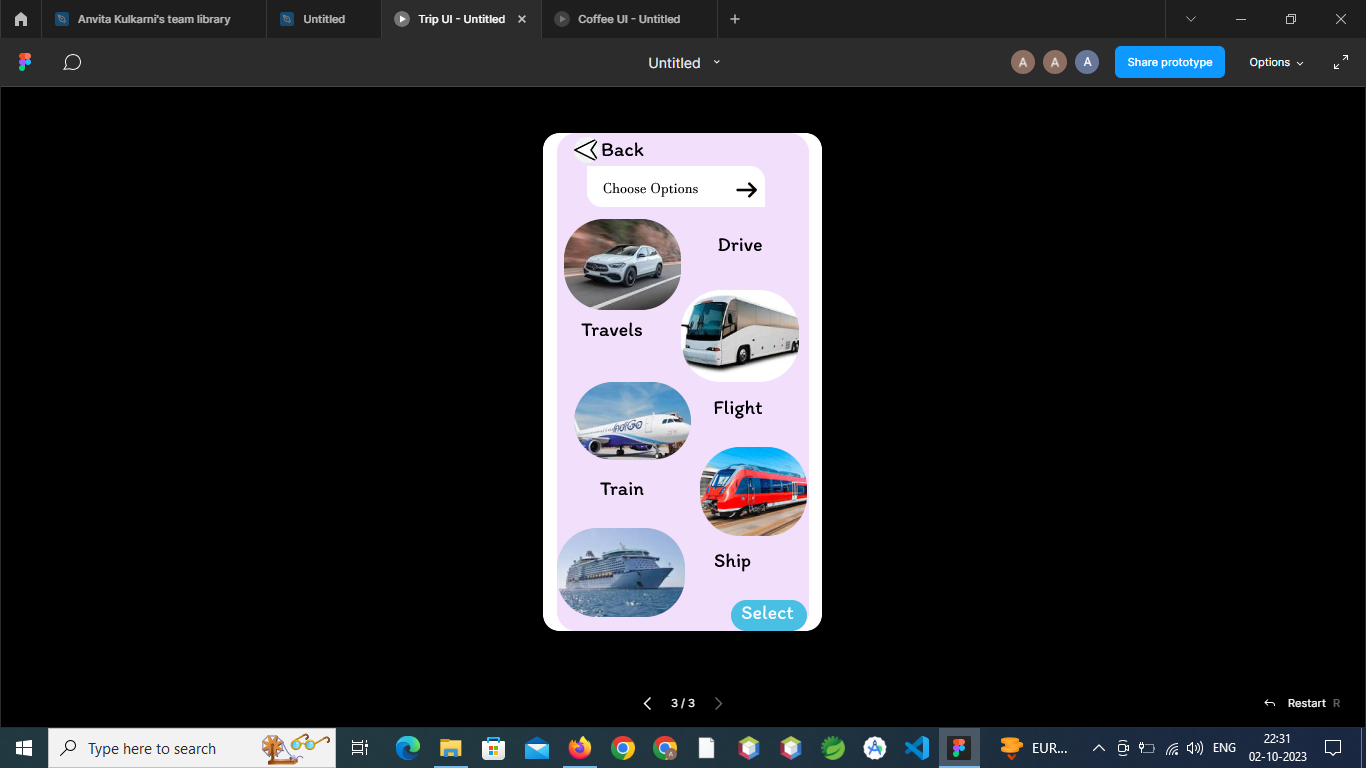 Anvita Kulkarni's team library
Untitled
Trip UI - Untitled
Coffee UI - Untitled
Untitled
A
A
A
Share prototype
Options
Back
Choose Options
Drive
Travels
Flight
IndiGo
Train
Ship
Select
3 / 3
Restart R
Type here to search
EUR...
ENG
22:31
02-10-2023